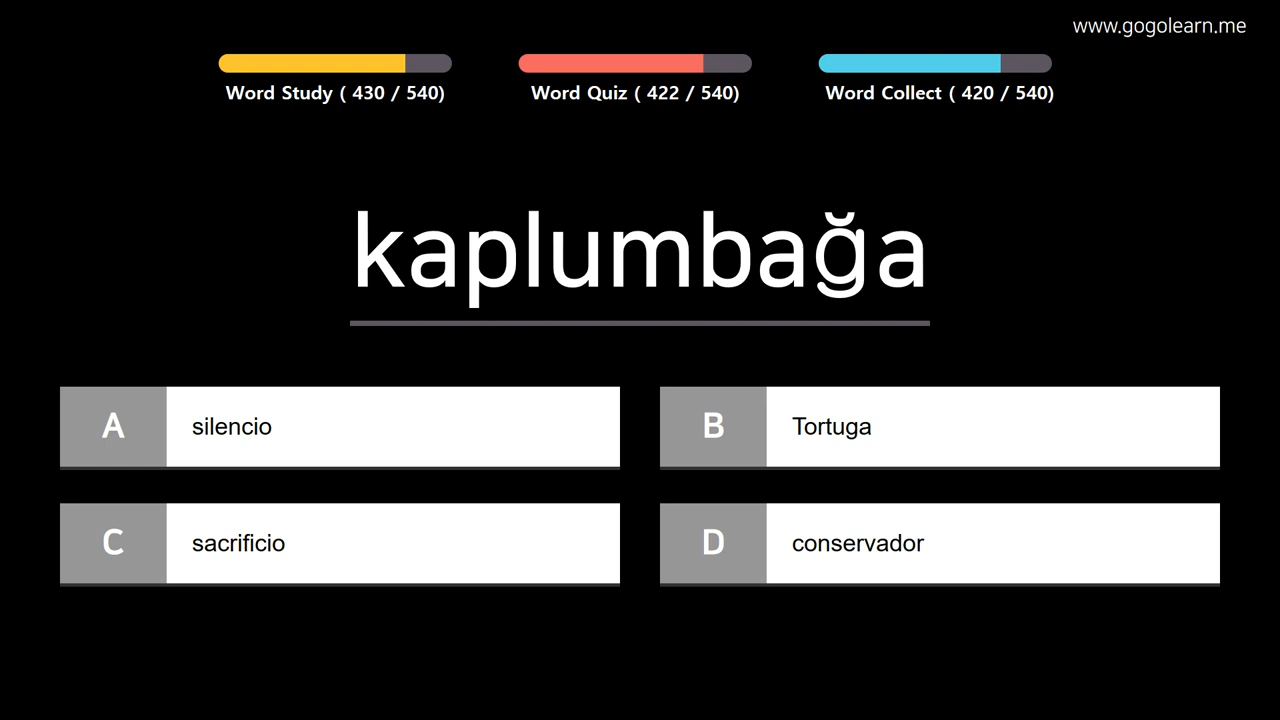 www.gogolearn.me
Word Study ( 430 / 540)
Word Quiz ( 422 / 540)
Word Collect ( 420 / 540)
kaplumbağa
A silencio
B Tortuga
C sacrificio
D conservador